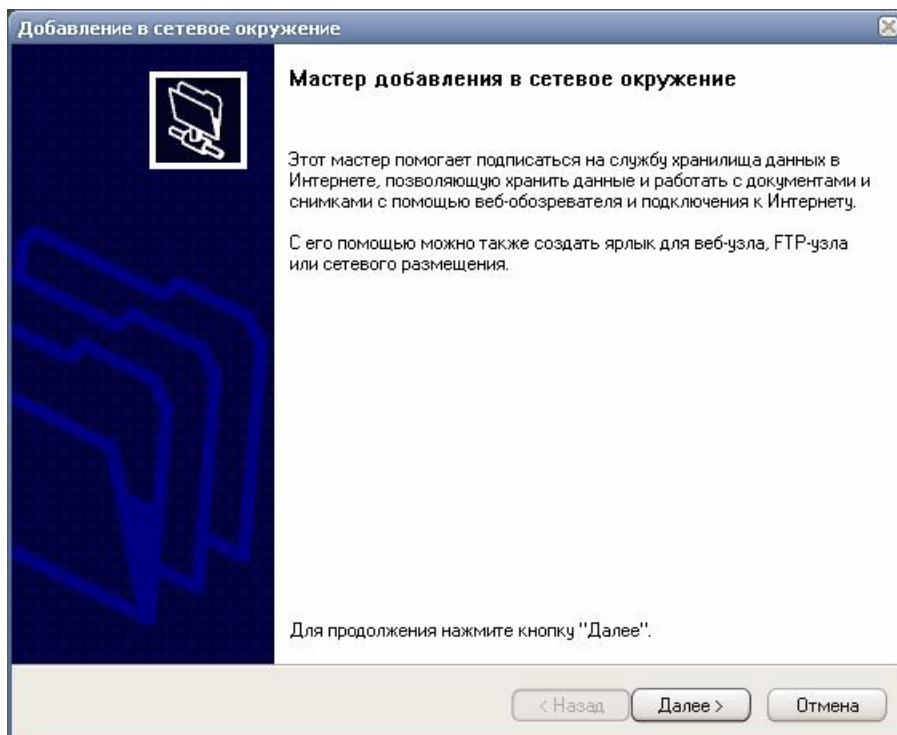 Добавление в сетевое окружение
Мастер добавления в сетевое окружение
Этот мастер помогает подписаться на службу хранилища данных в
Интернете, позволяющую хранить данные и работать с документами и
снимками с помощью веб-обозревателя и подключения к Интернету.
С его помощью можно также создать ярлык для веб-узла, FTP-узла
или сетевого размещения.
Для продолжения нажмите кнопку "Далее".
< Назад
Далее >
Отмена